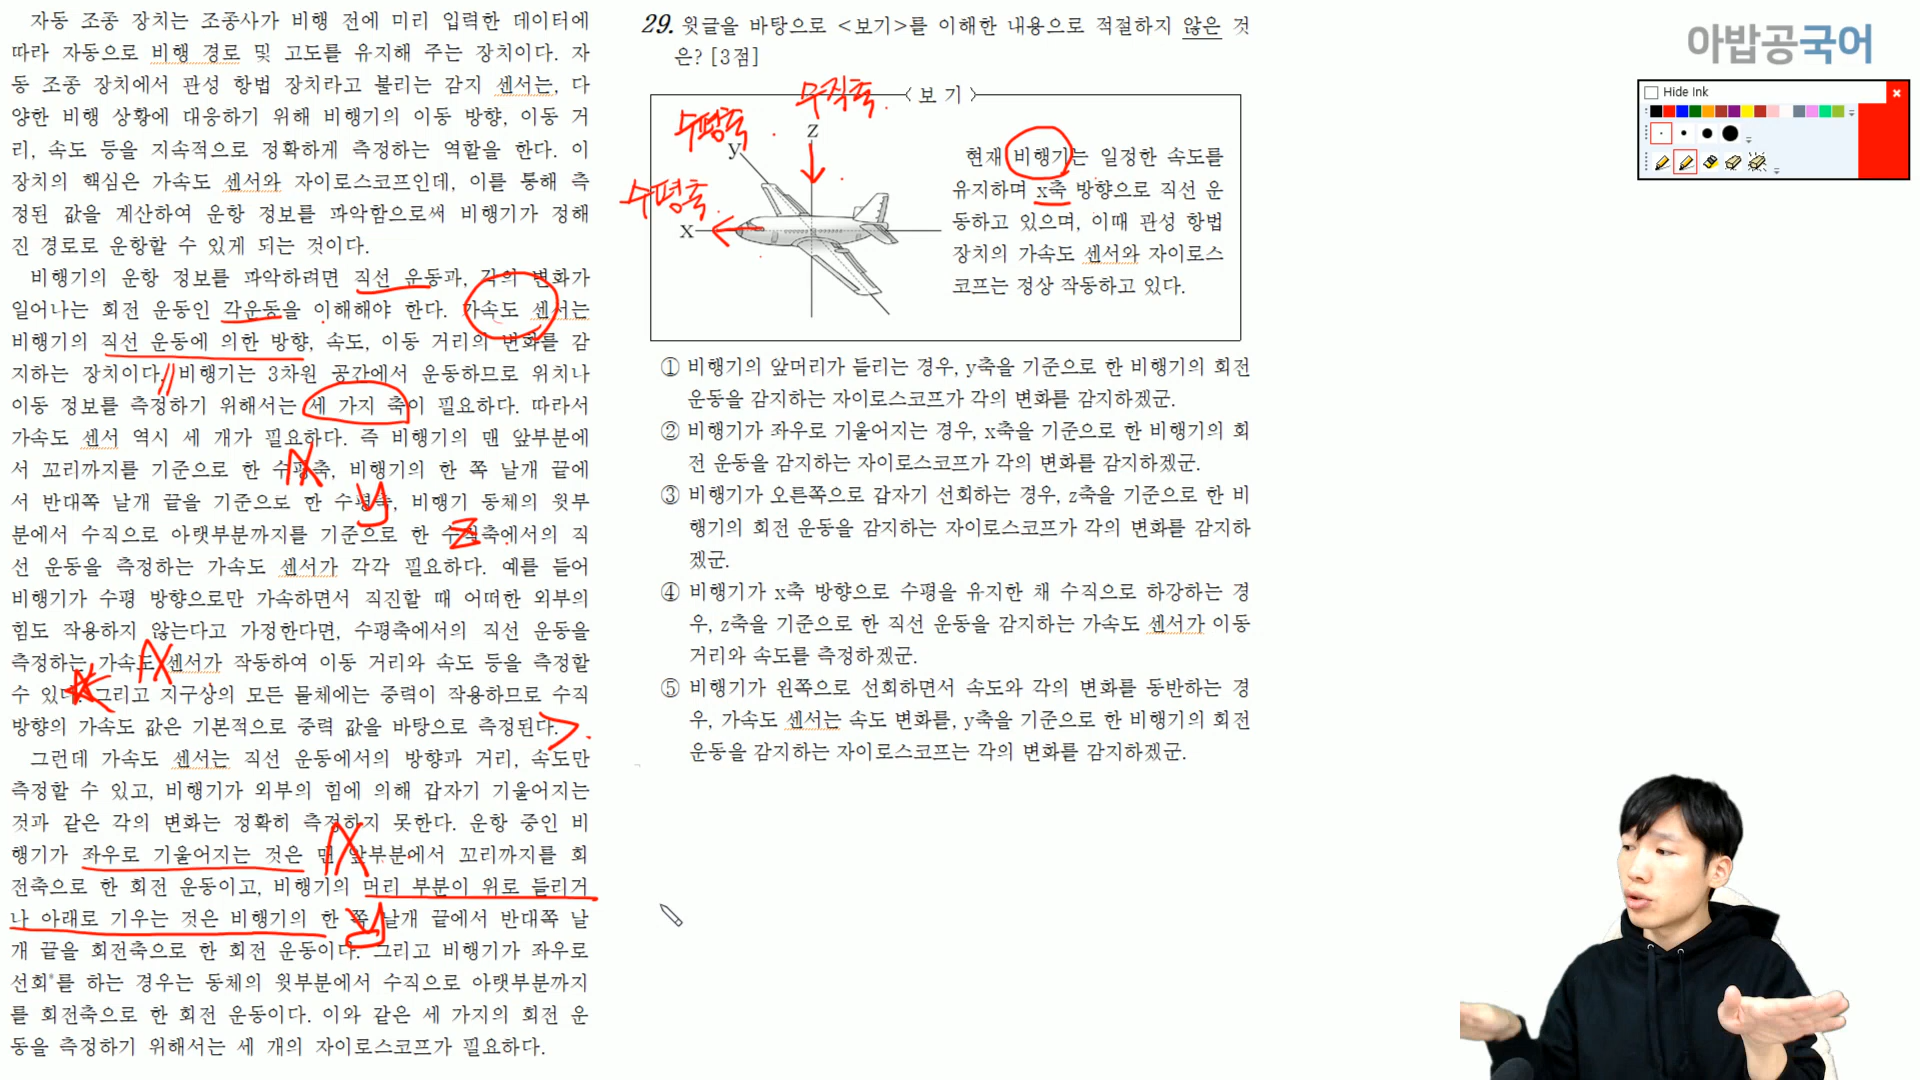 자동 조종 장치는 조종사가 비행 전에 미리 입력한 데이터에
따라 자동으로 비행 경로 및 고도를 유지해 주는 장치이다. 자
동 조종 장치에서 관성 항법 장치라고 불리는 감지 센서는, 다
양한 비행 상황에 대응하기 위해 비행기의 이동 방향, 이동 거
리, 속도 등을 지속적으로 정확하게 측정하는 역할을 한다. 이
장치의 핵심은 가속도 센서와 자이로스코프인데, 이를 통해 측
정된 값을 계산하여 운항 정보를 파악함으로써 비행기가 정해
진 경로로 운항할 수 있게 되는 것이다.
비행기의 운항 정보를 파악하려면 직선 운동과, 각의 변화가
일어나는 회전 운동인 각운동을 이해해야 한다. 가속도 센서는
비행기의 직선 운동에 의한 방향, 속도, 이동 거리의 변화를 감
지하는 장치이다. 비행기는 3차원 공간에서 운동하므로 위치나
이동 정보를 측정하기 위해서는 세 가지 축이 필요하다. 따라서
가속도 센서 역시 세 개가 필요하다. 즉 비행기의 맨 앞부분에
서 꼬리까지를 기준으로 한 수평축, 비행기의 한 쪽 날개 끝에
x
서 반대쪽 날개 끝을 기준으로 한 수평축, 비행기 동체의 윗부
y
분에서 수직으로 아랫부분까지를 기준으로 한 수직축에서의 직
z
선 운동을 측정하는 가속도 센서가 각각 필요하다. 예를 들어
비행기가 수평 방향으로만 가속하면서 직진할 때 어떠한 외부의
힘도 작용하지 않는다고 가정한다면, 수평축에서의 직선 운동을
측정하는 가속도 센서가 작동하여 이동 거리와 속도 등을 측정할
x
수 있다. 그리고 지구상의 모든 물체에는 중력이 작용하므로 수직
방향의 가속도 값은 기본적으로 중력 값을 바탕으로 측정된다.
그런데 가속도 센서는 직선 운동에서의 방향과 거리, 속도만
측정할 수 있고, 비행기가 외부의 힘에 의해 갑자기 기울어지는
것과 같은 각의 변화는 정확히 측정하지 못한다. 운항 중인 비
행기가 좌우로 기울어지는 것은 맨 앞부분에서 꼬리까지를 회
x
전축으로 한 회전 운동이고, 비행기의 머리 부분이 위로 들리거
나 아래로 기우는 것은 비행기의 한 쪽 날개 끝에서 반대쪽 날
y
개 끝을 회전축으로 한 회전 운동이다. 그리고 비행기가 좌우로
선회*를 하는 경우는 동체의 윗부분에서 수직으로 아랫부분까지
를 회전축으로 한 회전 운동이다. 이와 같은 세 가지의 회전 운
동을 측정하기 위해서는 세 개의 자이로스코프가 필요하다.
29. 윗글을 바탕으로 <보기>를 이해한 내용으로 적절하지 않은 것
은? [3점]
〈보 기〉
수직축
수평축
수평축
z
y
x
현재 비행기는 일정한 속도를
유지하며 x축 방향으로 직선 운
동하고 있으며, 이때 관성 항법
장치의 가속도 센서와 자이로스
코프는 정상 작동하고 있다.
① 비행기의 앞머리가 들리는 경우, y축을 기준으로 한 비행기의 회전
운동을 감지하는 자이로스코프가 각의 변화를 감지하겠군.
② 비행기가 좌우로 기울어지는 경우, x축을 기준으로 한 비행기의 회
전 운동을 감지하는 자이로스코프가 각의 변화를 감지하겠군.
③ 비행기가 오른쪽으로 갑자기 선회하는 경우, z축을 기준으로 한 비
행기의 회전 운동을 감지하는 자이로스코프가 각의 변화를 감지하
겠군.
④ 비행기가 x축 방향으로 수평을 유지한 채 수직으로 하강하는 경
우, z축을 기준으로 한 직선 운동을 감지하는 가속도 센서가 이동
거리와 속도를 측정하겠군.
⑤ 비행기가 왼쪽으로 선회하면서 속도와 각의 변화를 동반하는 경
우, 가속도 센서는 속도 변화를, y축을 기준으로 한 비행기의 회전
운동을 감지하는 자이로스코프는 각의 변화를 감지하겠군.
아밥공국어
Hide Ink